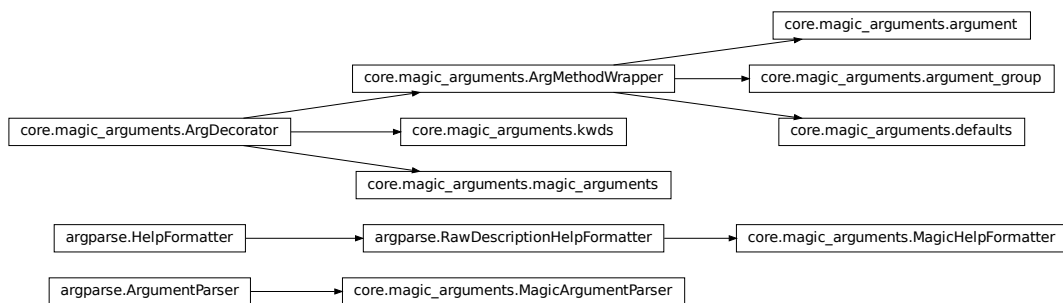 core.magic_arguments.argument
core.magic_arguments.ArgMethodWrapper
core.magic_arguments.argument_group
core.magic_arguments.ArgDecorator
core.magic_arguments.kwds
core.magic_arguments.defaults
core.magic_arguments.magic_arguments
argparse.HelpFormatter
argparse.RawDescriptionHelpFormatter
core.magic_arguments.MagicHelpFormatter
argparse.ArgumentParser
core.magic_arguments.MagicArgumentParser